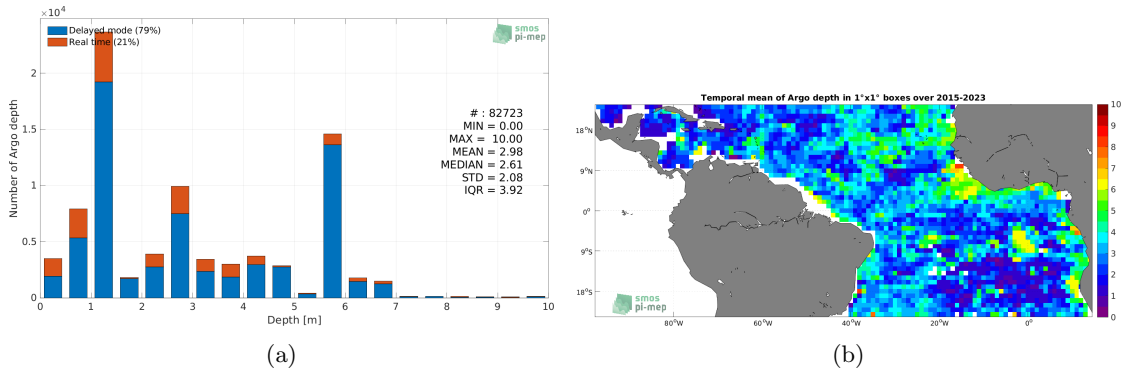 ×10⁴
Delayed mode (79%)
Real time (21%)
smos
pi-mep
2
1.5
1
0.5
0
Number of Argo depth
# : 82723
MIN = 0.00
MAX = 10.00
MEAN = 2.98
MEDIAN = 2.61
STD = 2.08
IQR = 3.92
0 1 2 3 4 5 6 7 8 9 10
Depth [m]
(a)
Temporal mean of Argo depth in 1°x1° boxes over 2015-2023
18°N
9°N
0°
9°S
18°S
80°W 60°W 40°W 20°W 0°
smos
pi-mep
10
9
8
7
6
5
4
3
2
1
0
(b)